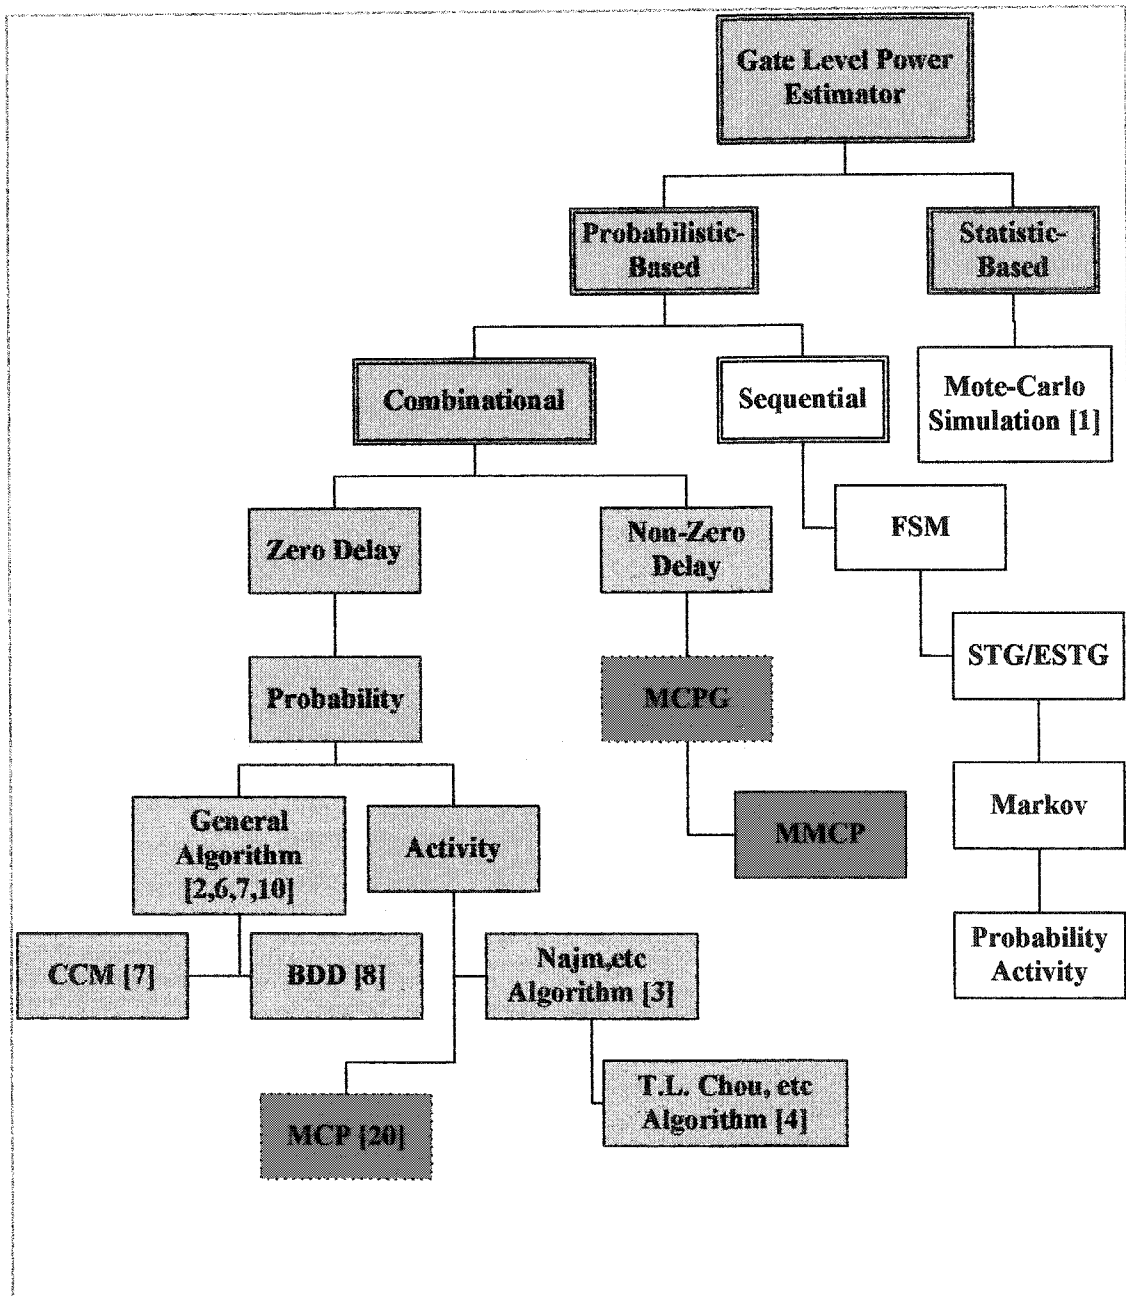 Gate Level Power
Estimator
Probabilistic-
Based
Statistic-
Based
Combinational
Sequential
Mote-Carlo
Simulation [1]
Zero Delay
Non-Zero
Delay
FSM
STG/ESTG
Probability
MCPG
Markov
General
Algorithm
[2,6,7,10]
Activity
MMCP
Probability
Activity
CCM [7]
BDD [8]
Najm,etc
Algorithm [3]
T.L. Chou, etc
Algorithm [4]
MCP [20]